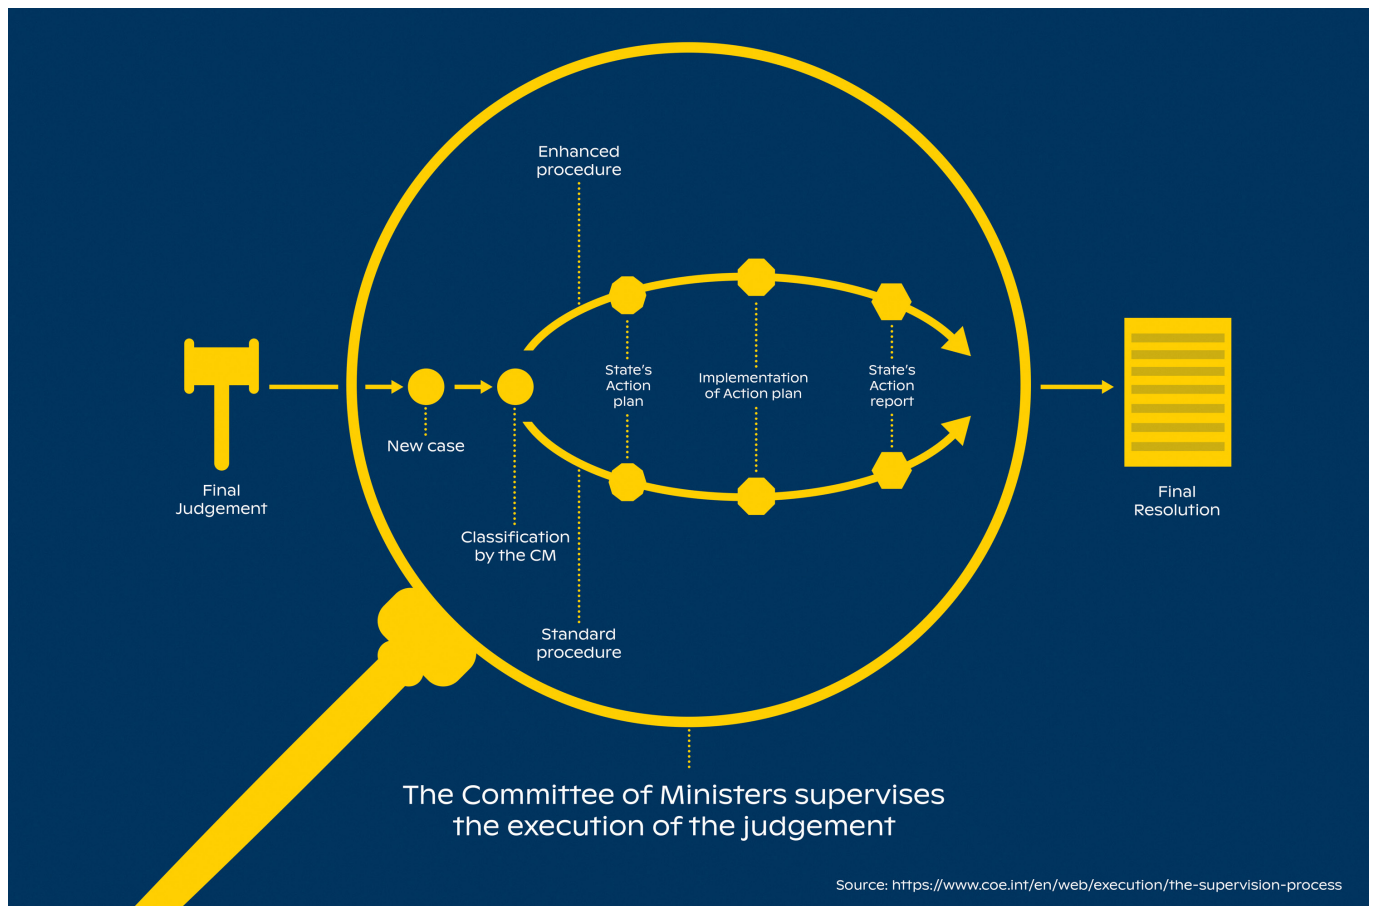 Enhanced
procedure
State's
Action
plan
Implementation
of Action plan
State's
Action
report
New case
Final
Judgement
Final
Resolution
Classification
by the CM
Standard
procedure
The Committee of Ministers supervises
the execution of the judgement
Source: https://www.coe.int/en/web/execution/the-supervision-process